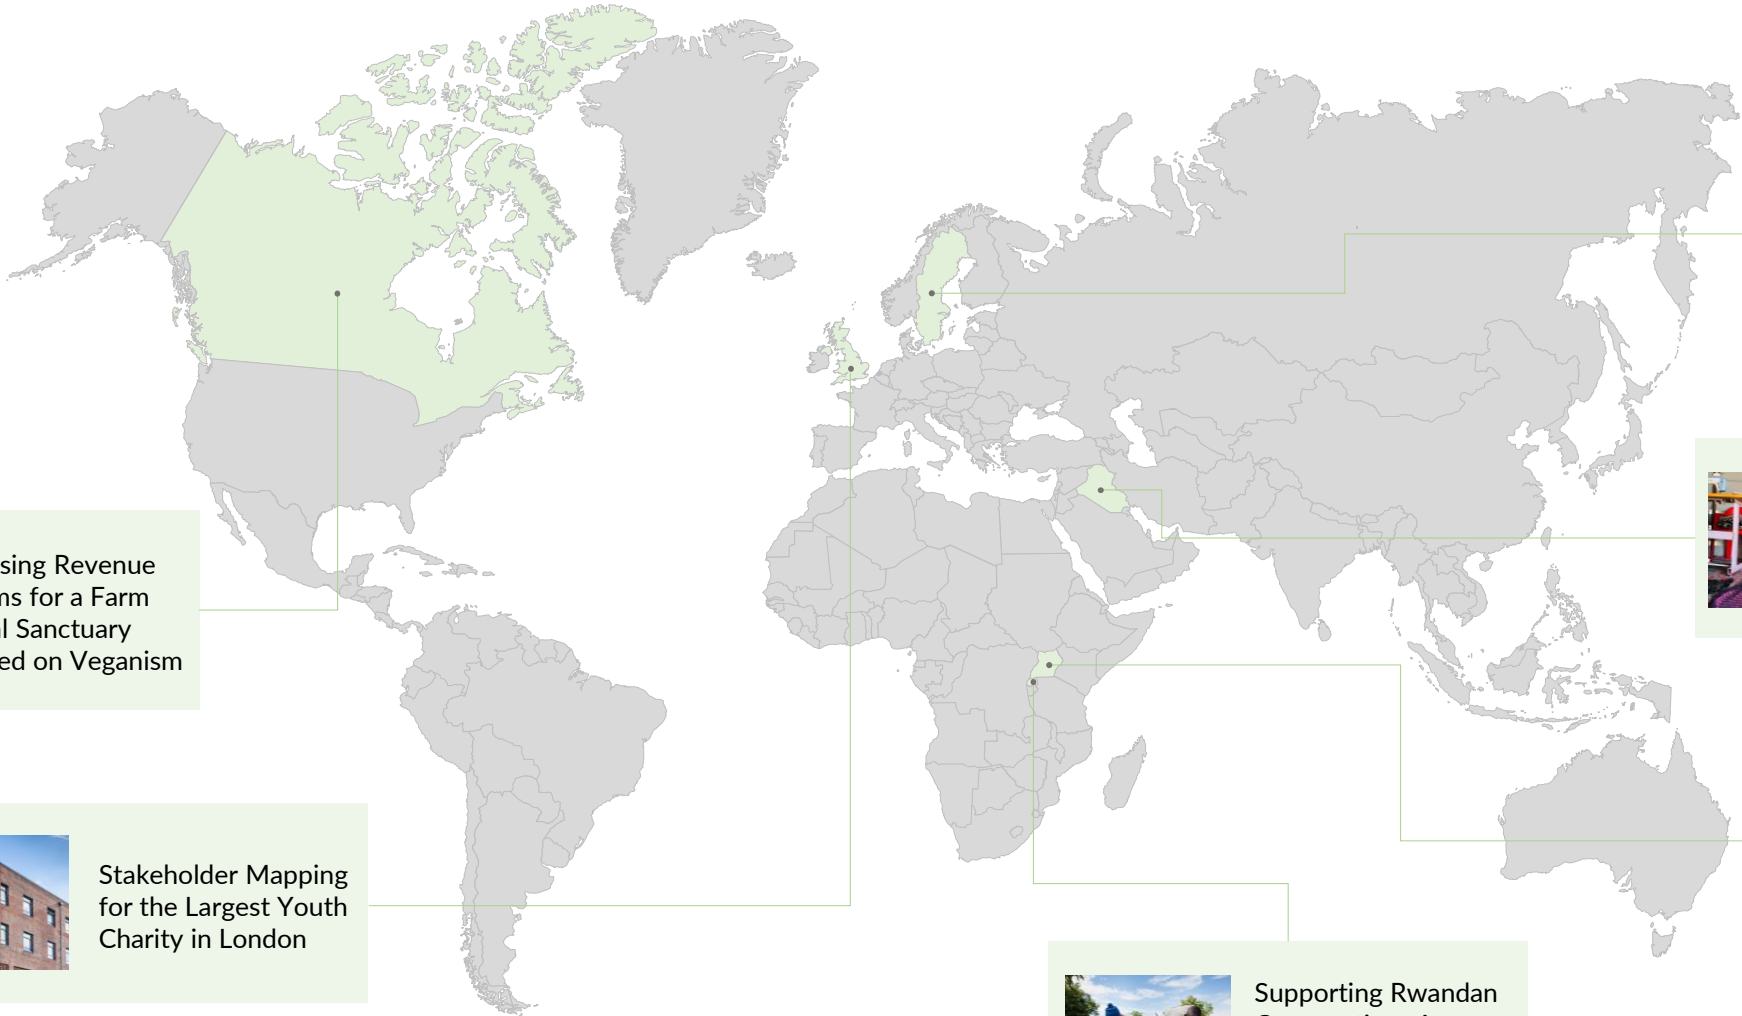 sing Revenue
ms for a Farm
l Sanctuary
ed on Veganism
Stakeholder Mapping
for the Largest Youth
Charity in London
Supporting Rwandan